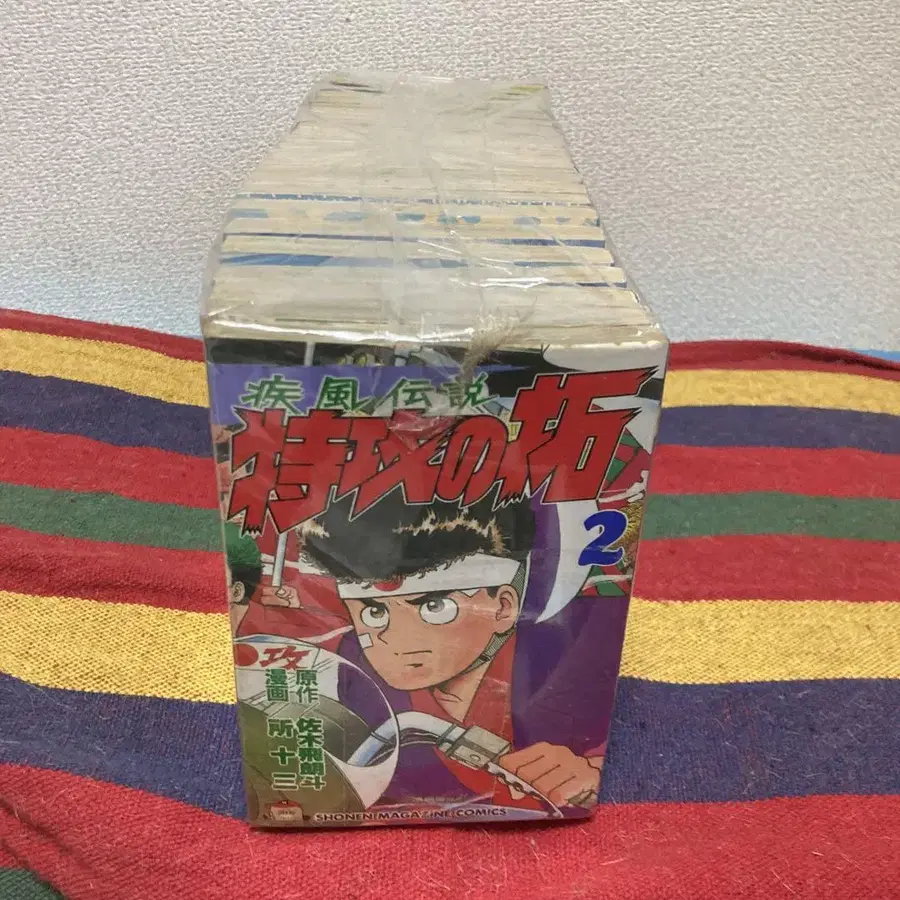 疾風伝説
特攻の拓
2
攻
原作 佐木飛朗斗
漫画 所十三
SHONEN MAGAZINE COMICS